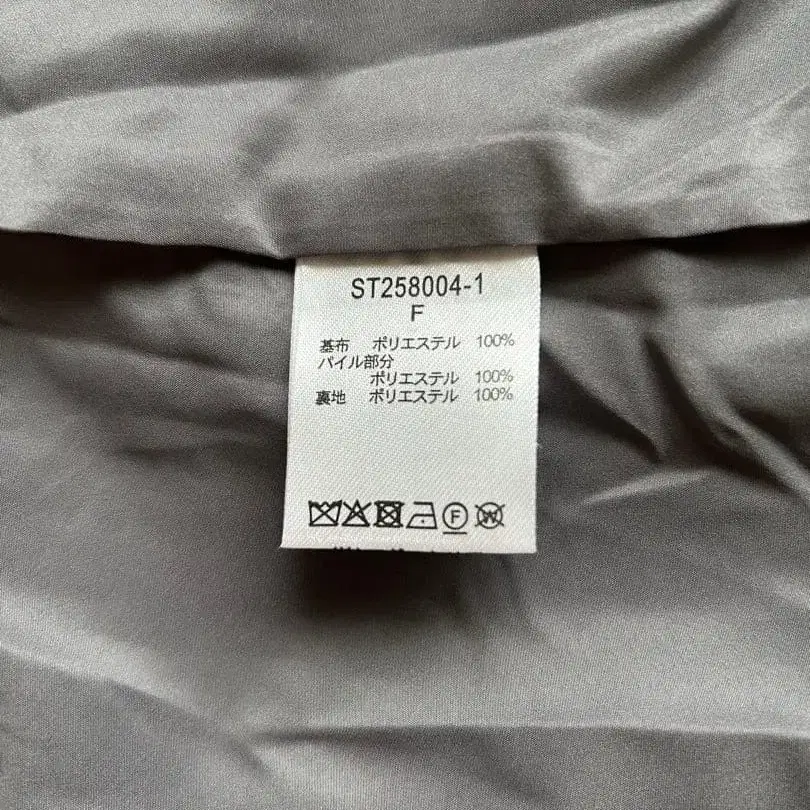 ST258004-1
F
基布 ポリエステル 100%
パイル部分
ポリエステル 100%
裏地 ポリエステル 100%
F
W